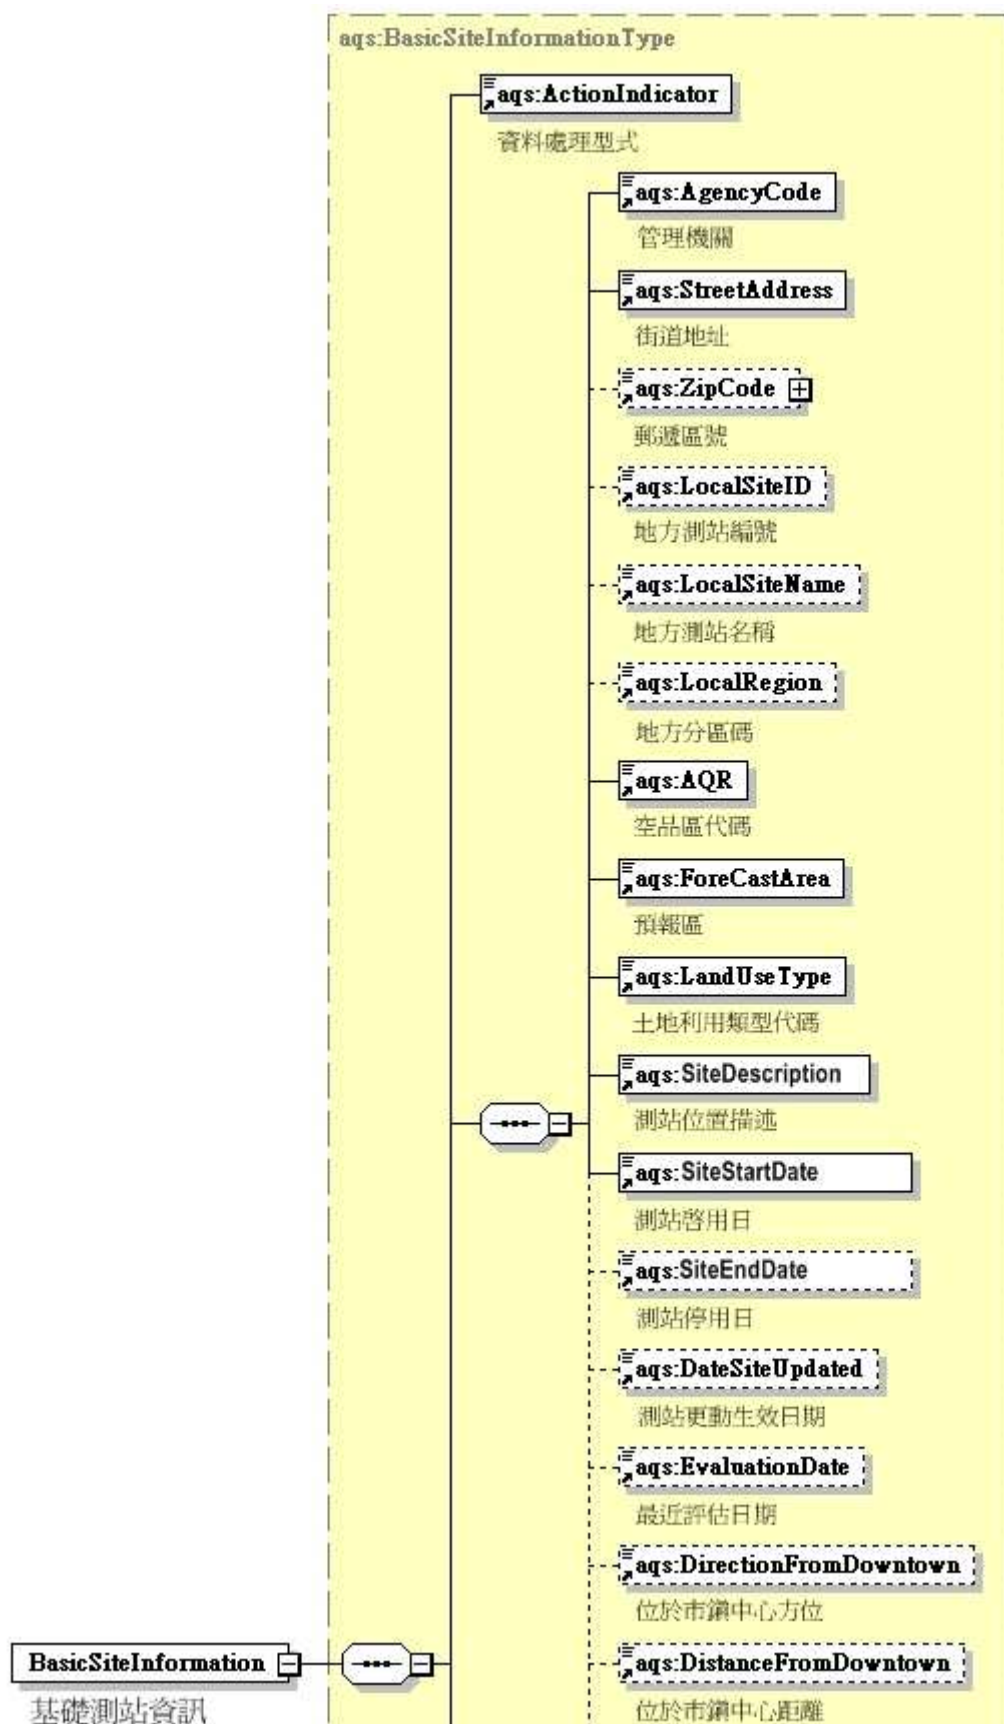 aqs:BasicSiteInformationType
aqs:ActionIndicator
資料處理型式
aqs:AgencyCode
管理機關
aqs:StreetAddress
街道地址
aqs:ZipCode
郵遞區號
aqs:LocalSiteID
地方測站編號
aqs:LocalSiteName
地方測站名稱
aqs:LocalRegion
地方分區碼
aqs:AQR
空品區代碼
aqs:ForeCastArea
預報區
aqs:LandUseType
土地利用類型代碼
aqs:SiteDescription
測站位置描述
aqs:SiteStartDate
測站啓用日
aqs:SiteEndDate
測站停用日
aqs:DateSiteUpdated
測站更動生效日期
aqs:EvaluationDate
最近評估日期
aqs:DirectionFromDowntown
位於市鎮中心方位
aqs:DistanceFromDowntown
位於市鎮中心距離
BasicSiteInformation
基礎測站資訊